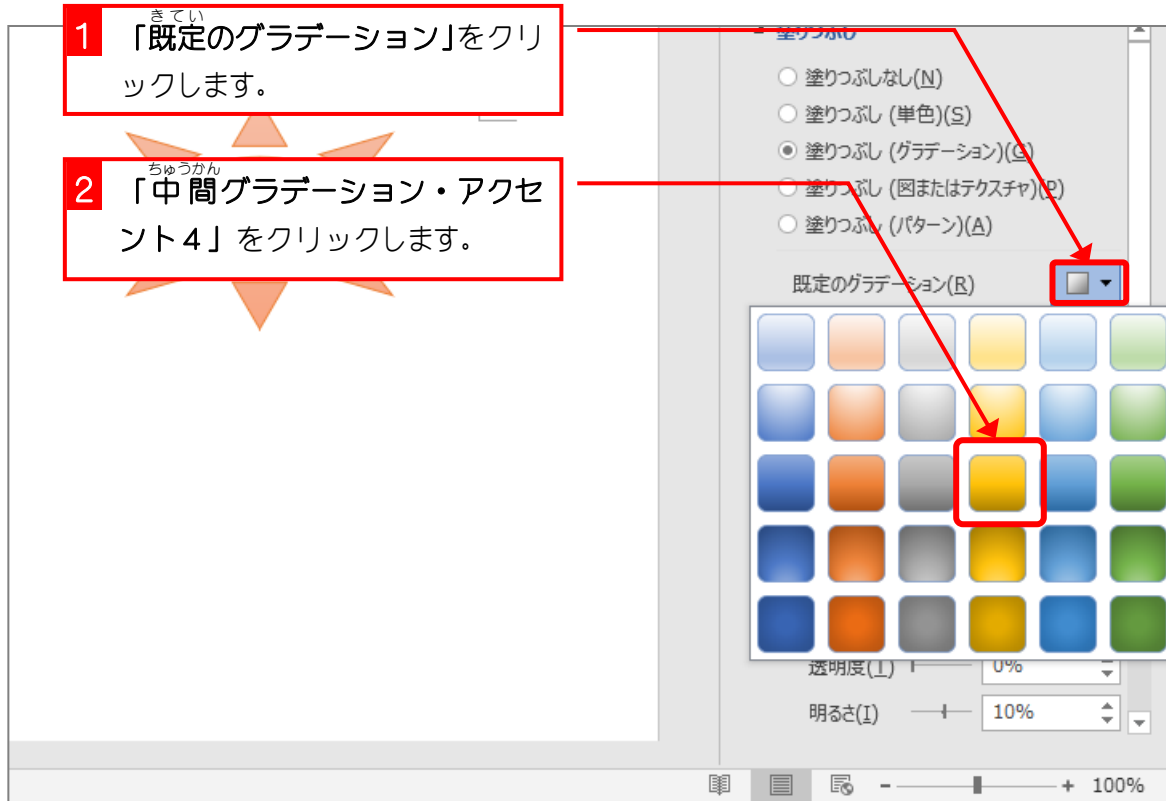 1
きてい
「既定のグラデーション」をクリ
ックします。
2
ちゅうかん
「中間グラデーション・アクセ
ント４」をクリックします。
塗りつぶし
塗りつぶしなし(N)
塗りつぶし (単色)(S)
塗りつぶし (グラデーション)(G)
塗りつぶし (図またはテクスチャ)(P)
塗りつぶし (パターン)(A)
既定のグラデーション(R)
透明度(T) 0%
明るさ(I) 10%
- + 100%